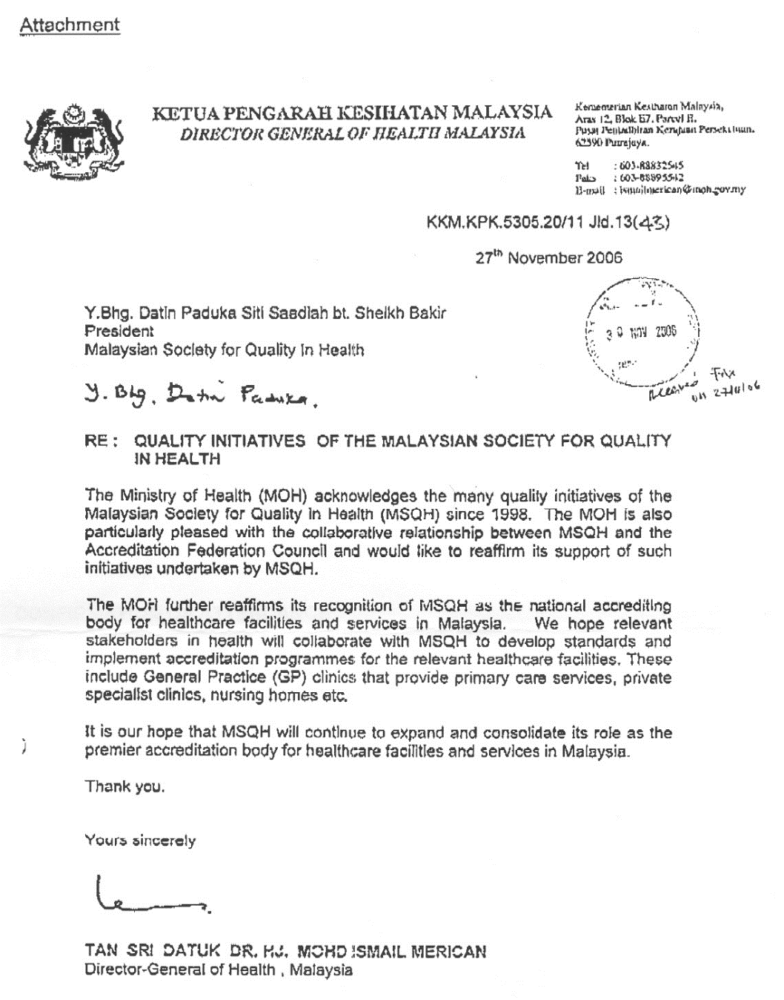 Attachment
KETUA PENGARAH KESIHATAN MALAYSIA
DIRECTOR GENERAL OF HEALTH MALAYSIA
Kementerian Kesihatan Malaysia,
Aras 12, Blok E7, Parcel E,
Pusat Pentadbiran Kerajaan Persekutuan,
62590 Putrajaya.
Tel : 603-88832545
Faks : 603-88895542
E-mail : ismailmerican@moh.gov.my
KKM.KPK.5305.20/11 Jld.13(43)
27th November 2006
Y.Bhg. Datin Paduka Siti Saadiah bt. Sheikh Bakir
President
Malaysian Society for Quality in Health
30 NOV 2006
Received Fax
on 27/11/06
Y. Bhg. Datin Paduka,
RE : QUALITY INITIATIVES OF THE MALAYSIAN SOCIETY FOR QUALITY
IN HEALTH
The Ministry of Health (MOH) acknowledges the many quality initiatives of the
Malaysian Society for Quality in Health (MSQH) since 1998. The MOH is also
particularly pleased with the collaborative relationship between MSQH and the
Accreditation Federation Council and would like to reaffirm its support of such
initiatives undertaken by MSQH.
The MOH further reaffirms its recognition of MSQH as the national accrediting
body for healthcare facilities and services in Malaysia. We hope relevant
stakeholders in health will collaborate with MSQH to develop standards and
implement accreditation programmes for the relevant healthcare facilities. These
include General Practice (GP) clinics that provide primary care services, private
specialist clinics, nursing homes etc.
It is our hope that MSQH will continue to expand and consolidate its role as the
premier accreditation body for healthcare facilities and services in Malaysia.
Thank you.
Yours sincerely
TAN SRI DATUK DR. HJ. MOHD ISMAIL MERICAN
Director-General of Health , Malaysia